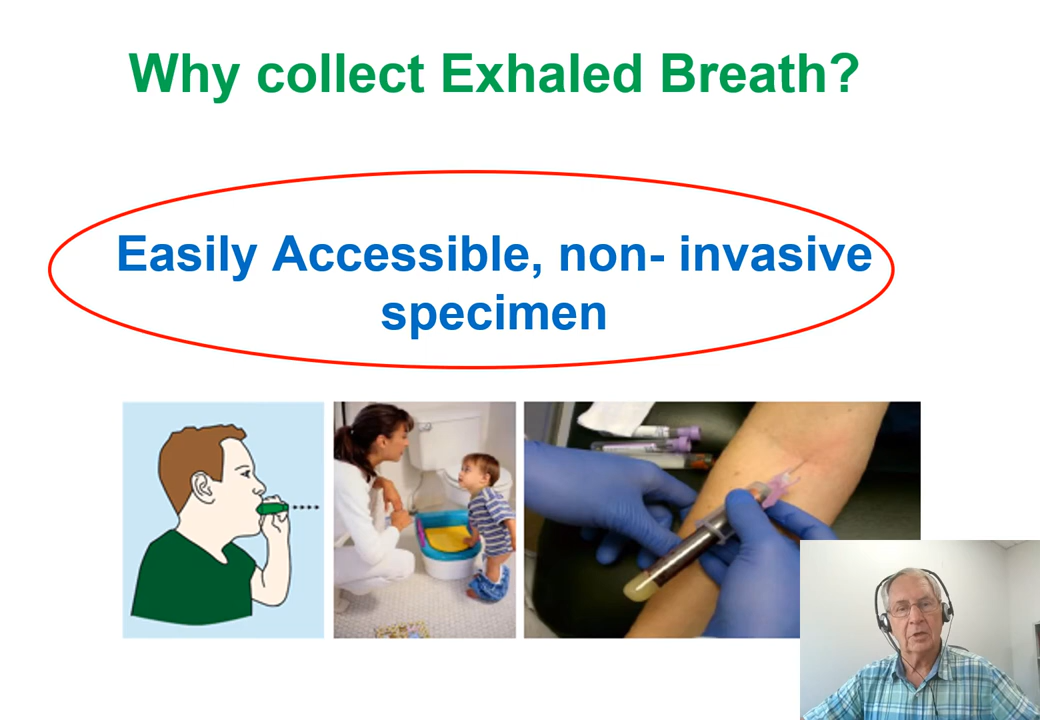 Why collect Exhaled Breath?
Easily Accessible, non- invasive
specimen